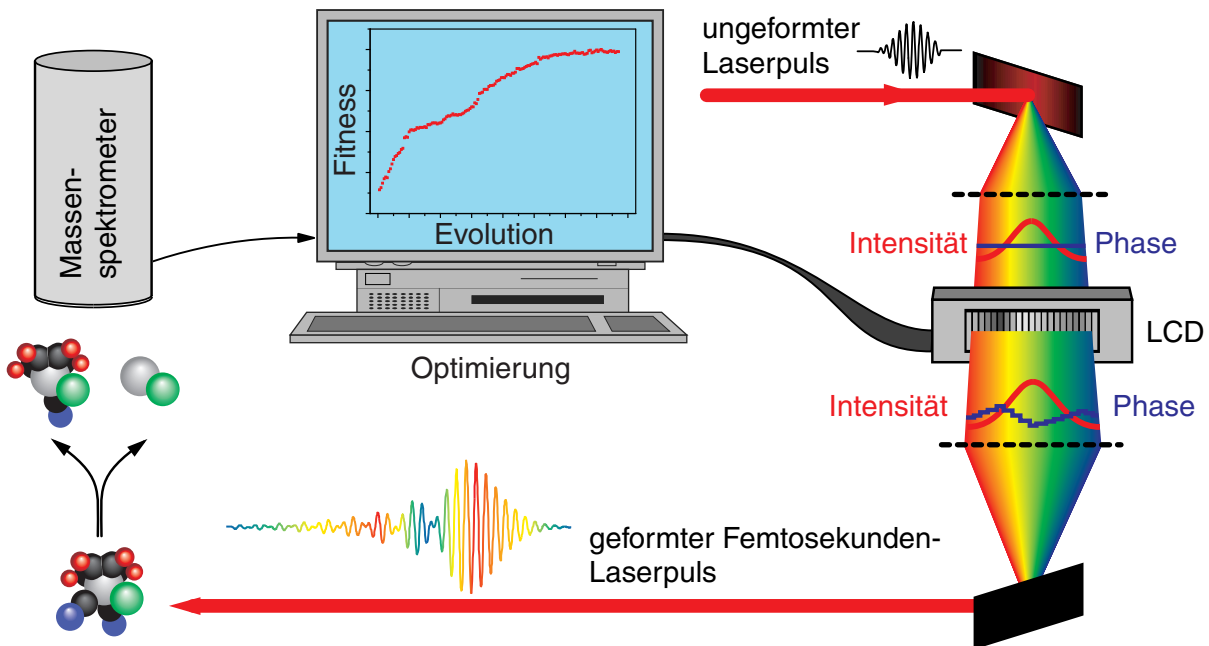 ungeformter
Laserpuls
Massen-
spektrometer
Fitness
Evolution
Intensität
Phase
LCD
Optimierung
Intensität
Phase
geformter Femtosekunden-
Laserpuls